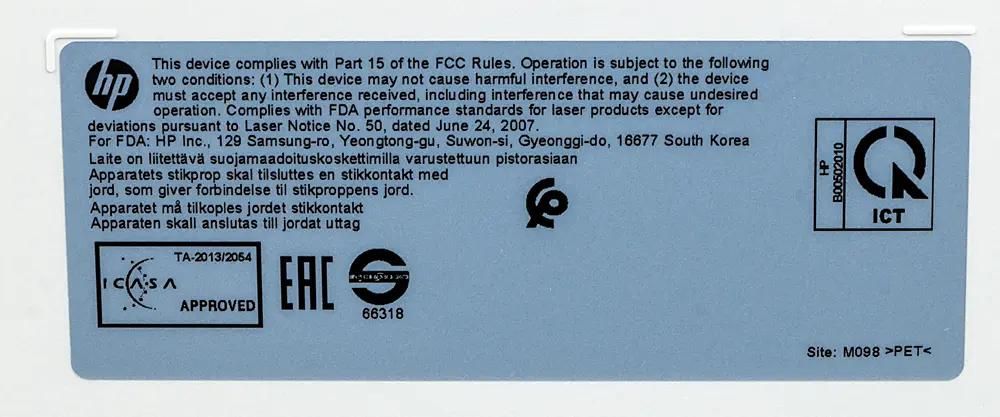 hp
This device complies with Part 15 of the FCC Rules. Operation is subject to the following
two conditions: (1) This device may not cause harmful interference, and (2) the device
must accept any interference received, including interference that may cause undesired
operation. Complies with FDA performance standards for laser products except for
deviations pursuant to Laser Notice No. 50, dated June 24, 2007.
For FDA: HP Inc., 129 Samsung-ro, Yeongtong-gu, Suwon-si, Gyeonggi-do, 16677 South Korea
Laite on liitettävä suojamaadoituskoskettimilla varustettuun pistorasiaan
Apparatets stikprop skal tilsluttes en stikkontakt med
jord, som giver forbindelse til stikproppens jord.
Apparatet må tilkoples jordet stikkontakt
Apparaten skall anslutas till jordat uttag
HP
B00502010
ICT
TA-2013/2054
ICASA
APPROVED
EAC
66318
Site: M098 >PET<